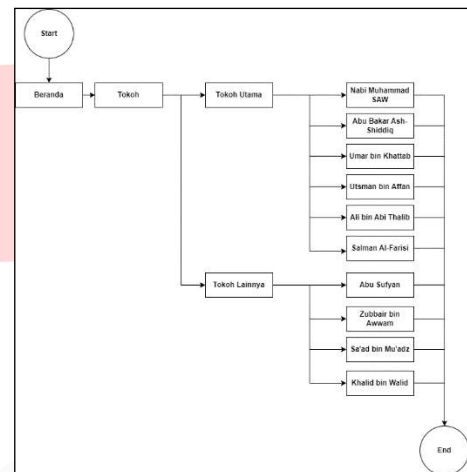 Start
Beranda
Tokoh
Tokoh Utama
Nabi Muhammad
SAW
Abu Bakar Ash-
Shiddiq
Umar bin Khattab
Utsman bin Affan
Ali bin Abi Thalib
Salman Al-Farisi
Tokoh Lainnya
Abu Sufyan
Zubbair bin
Awwam
Sa'ad bin Mu'adz
Khalid bin Walid
End